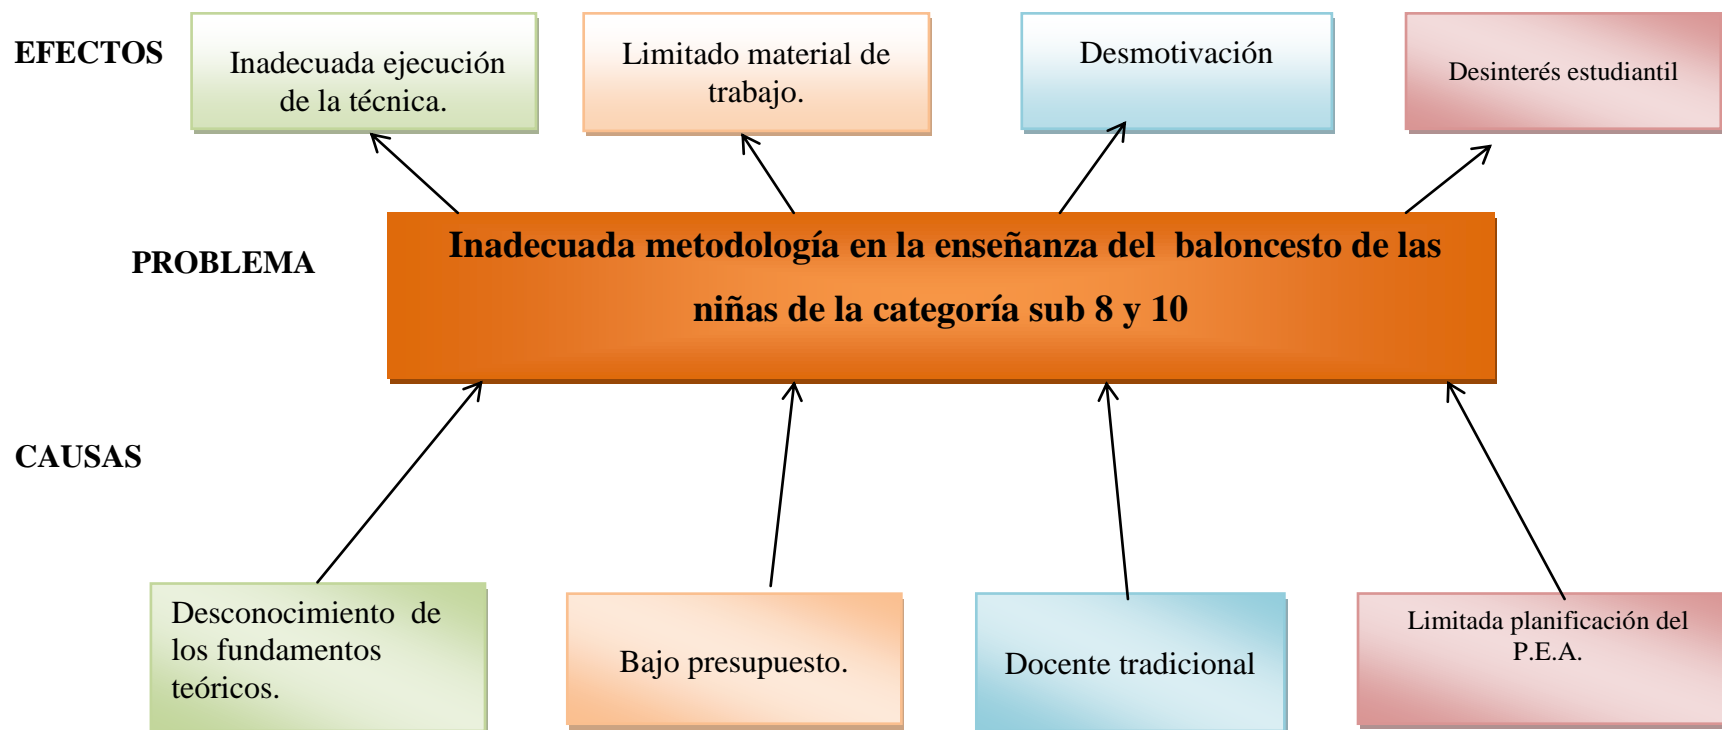 EFECTOS
Inadecuada ejecución
de la técnica.
Limitado material de
trabajo.
Desmotivación
Desinterés estudiantil
PROBLEMA
Inadecuada metodología en la enseñanza del  baloncesto de las
niñas de la categoría sub 8 y 10
CAUSAS
Desconocimiento  de
los fundamentos
teóricos.
Bajo presupuesto.
Docente tradicional
Limitada planificación del
P.E.A.